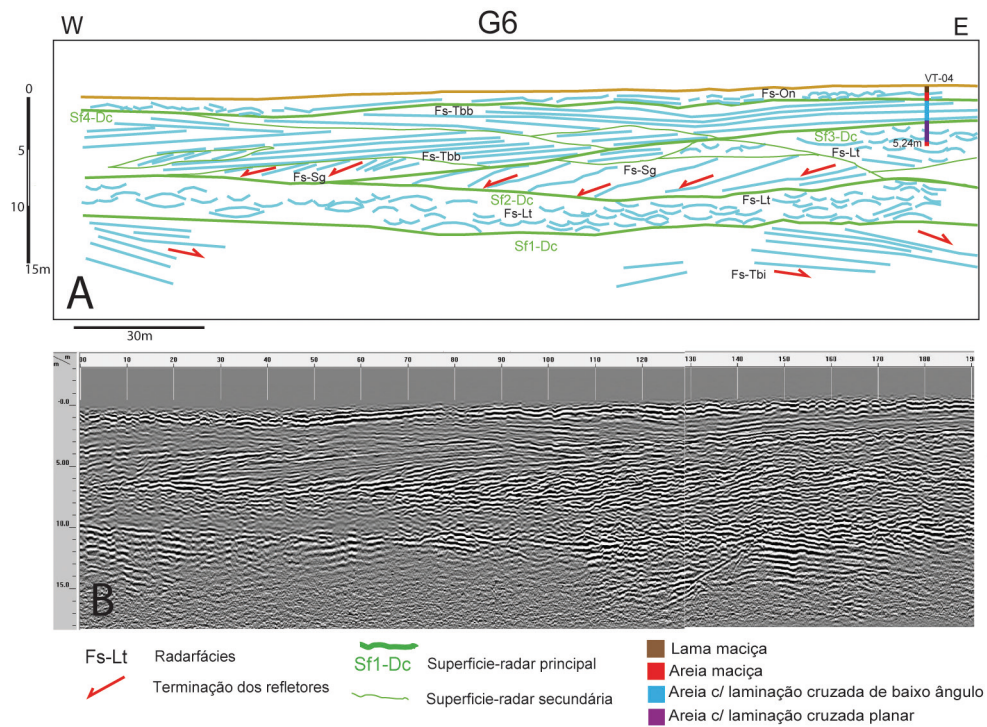 W G6 E
0
5
10
15m
VT-04
Fs-On
Fs-Tbb
Sf4-Dc
Sf3-Dc
5.24m
Fs-Tbb
Fs-Lt
Fs-Sg
Fs-Sg
Sf2-Dc
Fs-Lt
Fs-Lt
Sf1-Dc
Fs-Tbi
A
30m
m
m
00 10 20 30 40 50 60 70 80 90 100 110 120 130 140 150 160 170 180 190
-0.0
5.00
10.0
15.0
B
Fs-Lt Radarfácies
Terminação dos refletores
Sf1-Dc Superficie-radar principal
Superficie-radar secundária
Lama maciça
Areia maciça
Areia c/ laminação cruzada de baixo ângulo
Areia c/ laminação cruzada planar